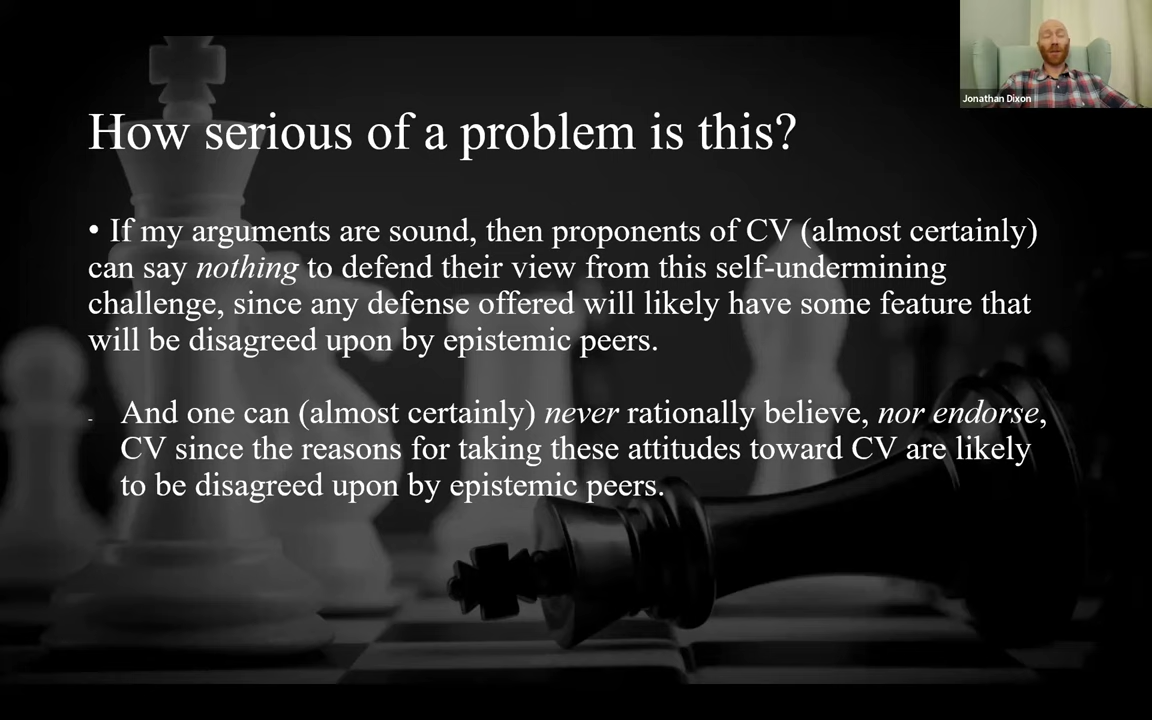 Jonathan Dixon
How serious of a problem is this?
• If my arguments are sound, then proponents of CV (almost certainly)
can say nothing to defend their view from this self-undermining
challenge, since any defense offered will likely have some feature that
will be disagreed upon by epistemic peers.
- And one can (almost certainly) never rationally believe, nor endorse,
CV since the reasons for taking these attitudes toward CV are likely
to be disagreed upon by epistemic peers.